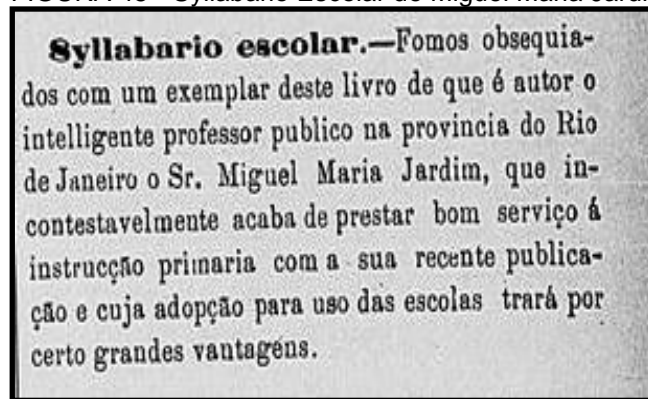 Syllabario escolar.—Fomos obsequia-
dos com um exemplar deste livro de que é autor o
intelligente professor publico na provincia do Rio
de Janeiro o Sr. Miguel Maria Jardim, que in-
contestavelmente acaba de prestar bom serviço á
instrucção primaria com a sua recente publica-
ção e cuja adopção para uso das escolas trará por
certo grandes vantagens.